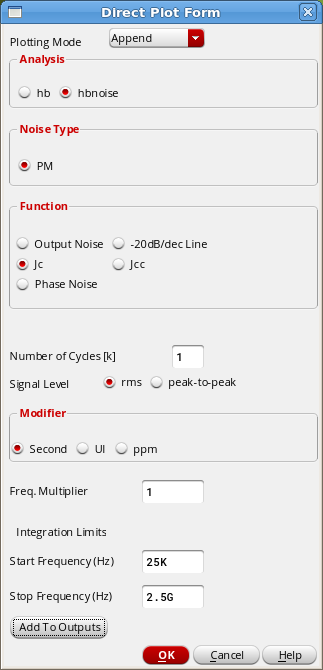 Direct Plot Form
Plotting Mode Append
Analysis
hb hbnoise
Noise Type
PM
Function
Output Noise -20dB/dec Line
Jc Jcc
Phase Noise
Number of Cycles [k] 1
Signal Level rms peak-to-peak
Modifier
Second UI ppm
Freq. Multiplier 1
Integration Limits
Start Frequency (Hz) 25K
Stop Frequency (Hz) 2.5G
Add To Outputs
OK Cancel Help